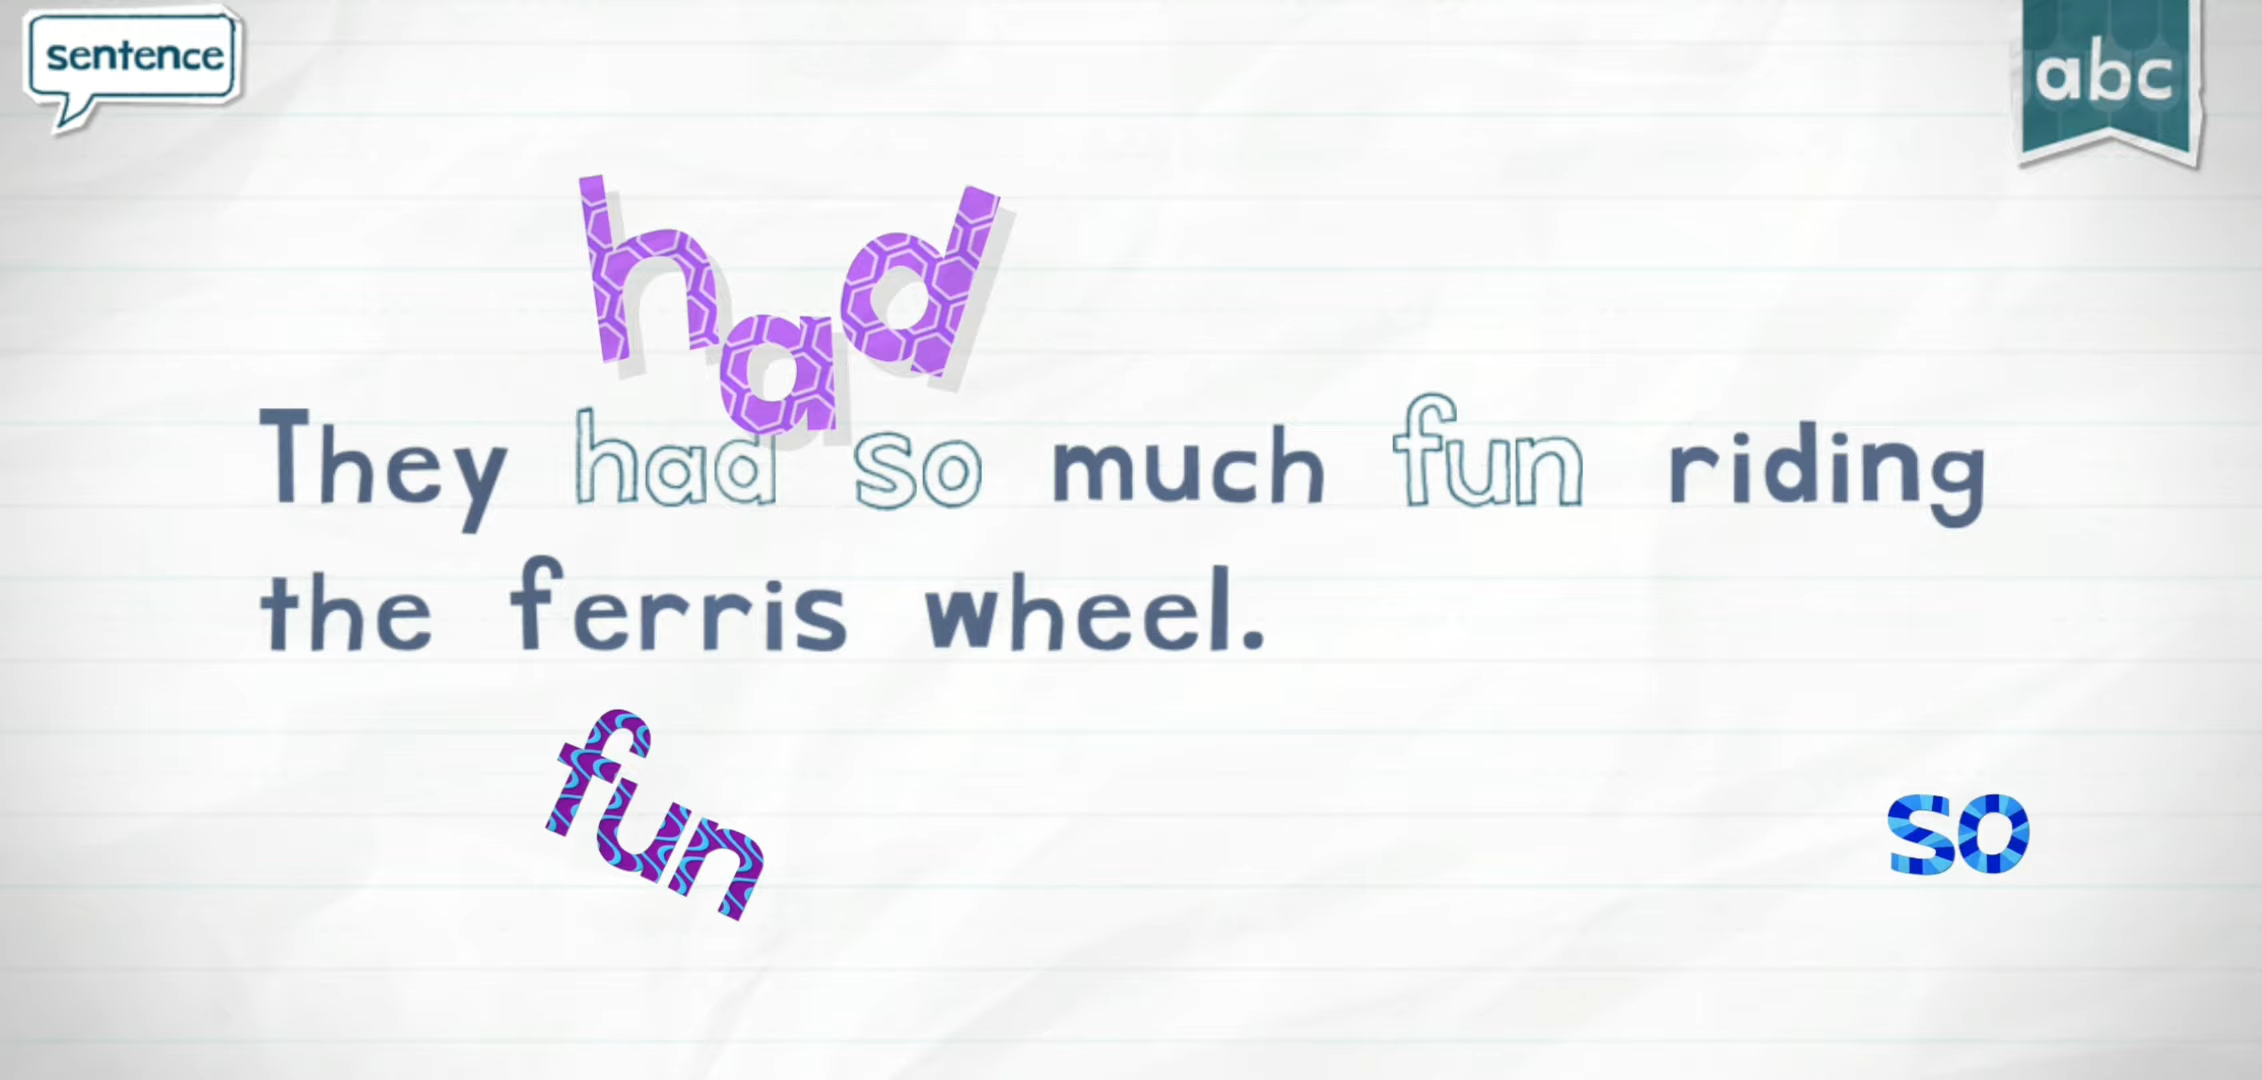 sentence
abc
had
They had so much fun riding
the ferris wheel.
fun
so